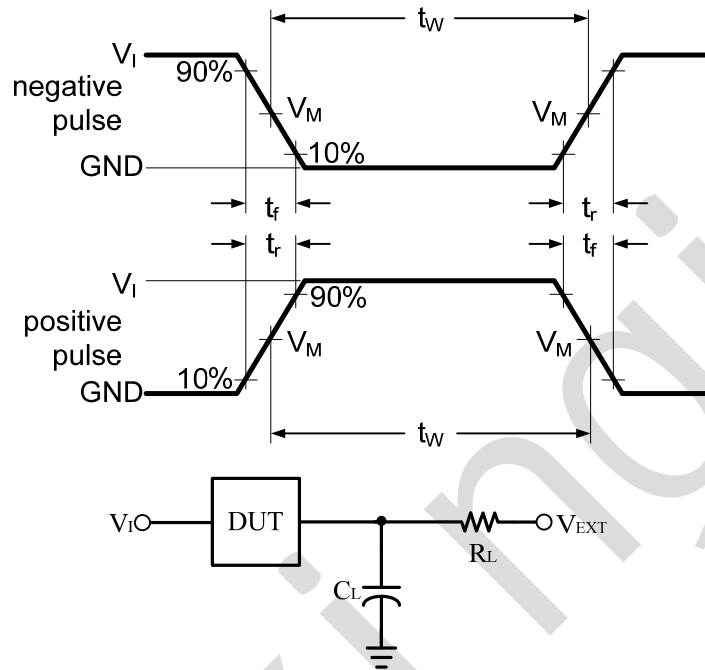 tW
VI
90%
negative
pulse
VM
VM
10%
GND
tf
tr
tr
tf
VI
90%
positive
pulse
VM
VM
10%
GND
tW
VI
DUT
VEXT
RL
CL